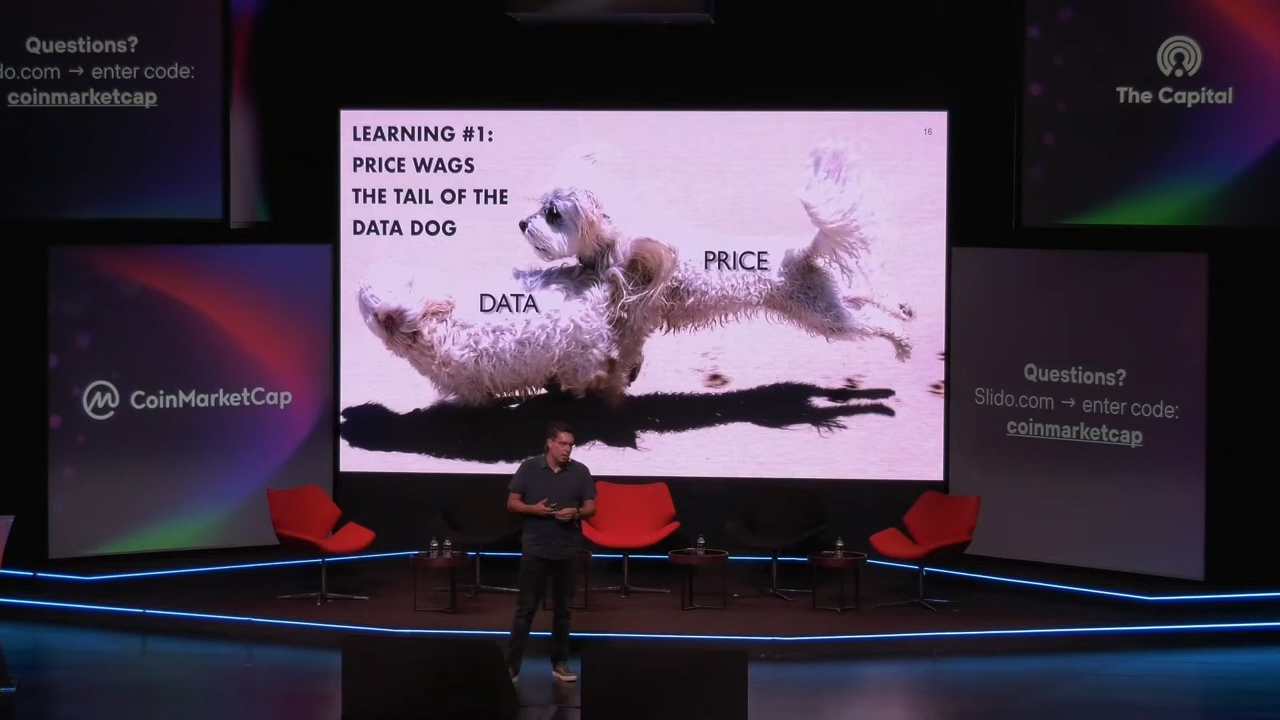 Questions?
do.com → enter code:
coinmarketcap
The Capital
16
LEARNING #1:
PRICE WAGS
THE TAIL OF THE
DATA DOG
PRICE
DATA
CoinMarketCap
Questions?
Slido.com → enter code:
coinmarketcap